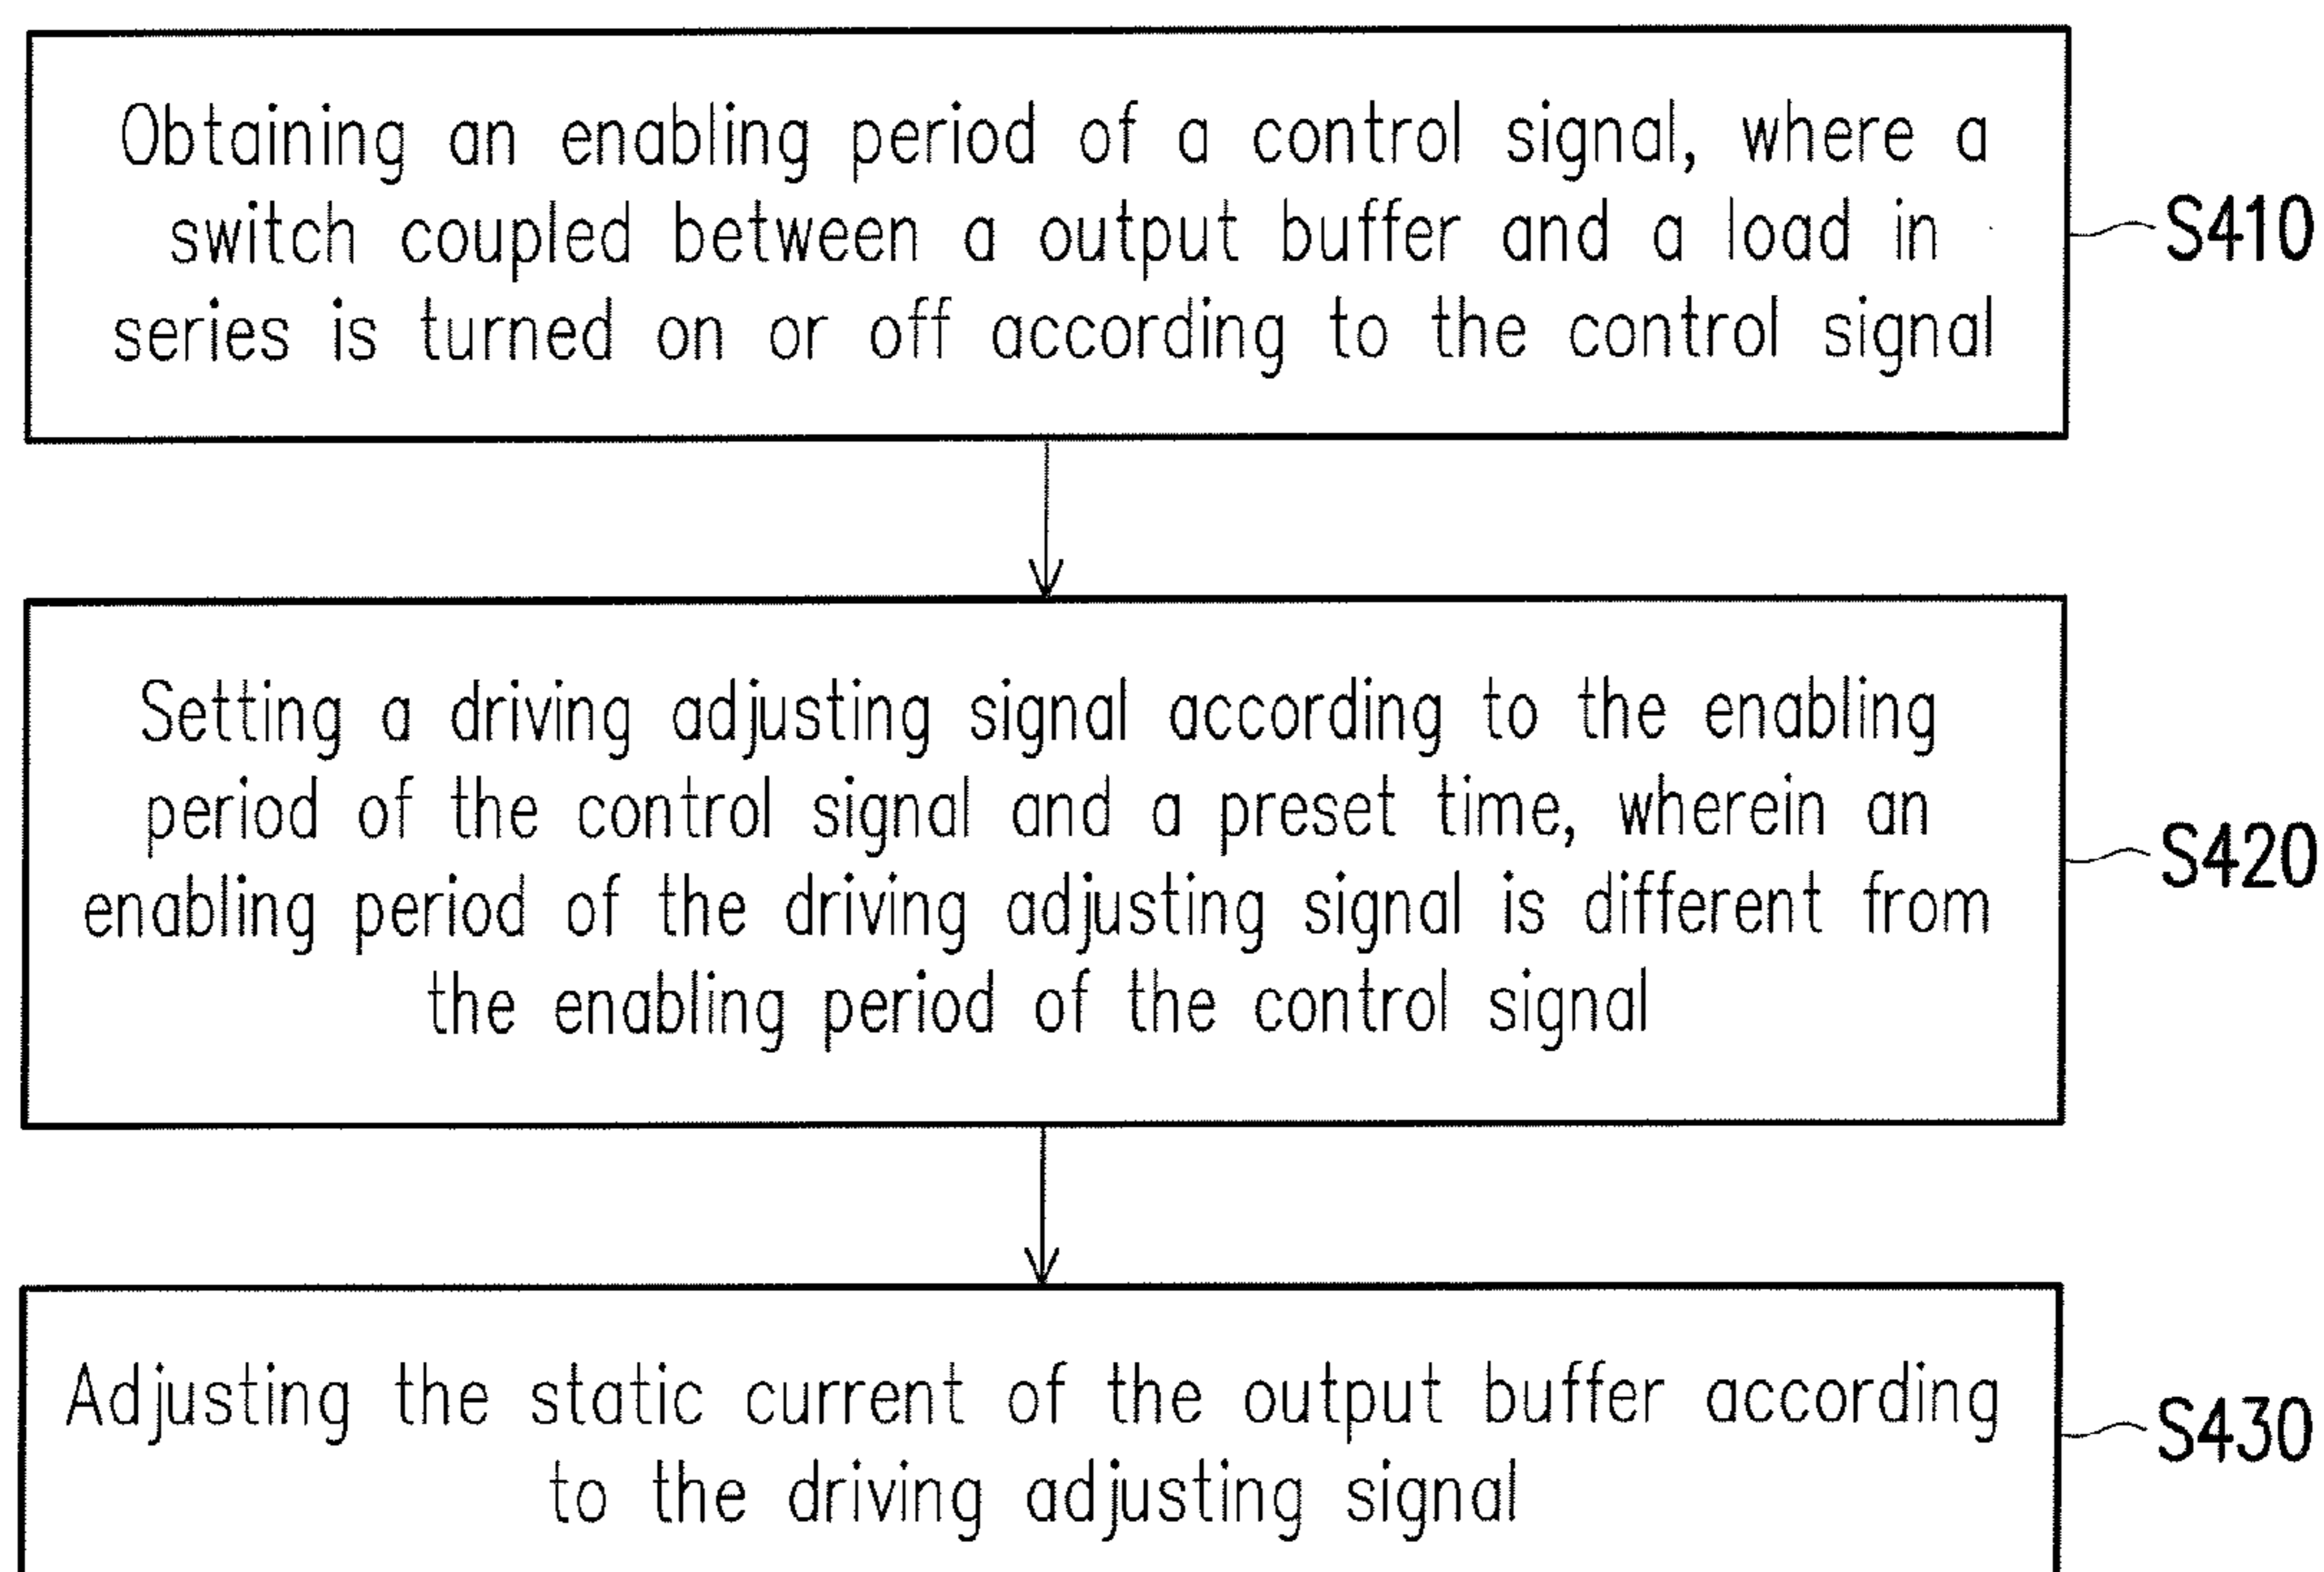 Obtaining an enabling period of a control signal, where a
switch coupled between a output buffer and a load in
series is turned on or off according to the control signal
S410
Setting a driving adjusting signal according to the enabling
period of the control signal and a preset time, wherein an
enabling period of the driving adjusting signal is different from
the enabling period of the control signal
S420
Adjusting the static current of the output buffer according
to the driving adjusting signal
S430